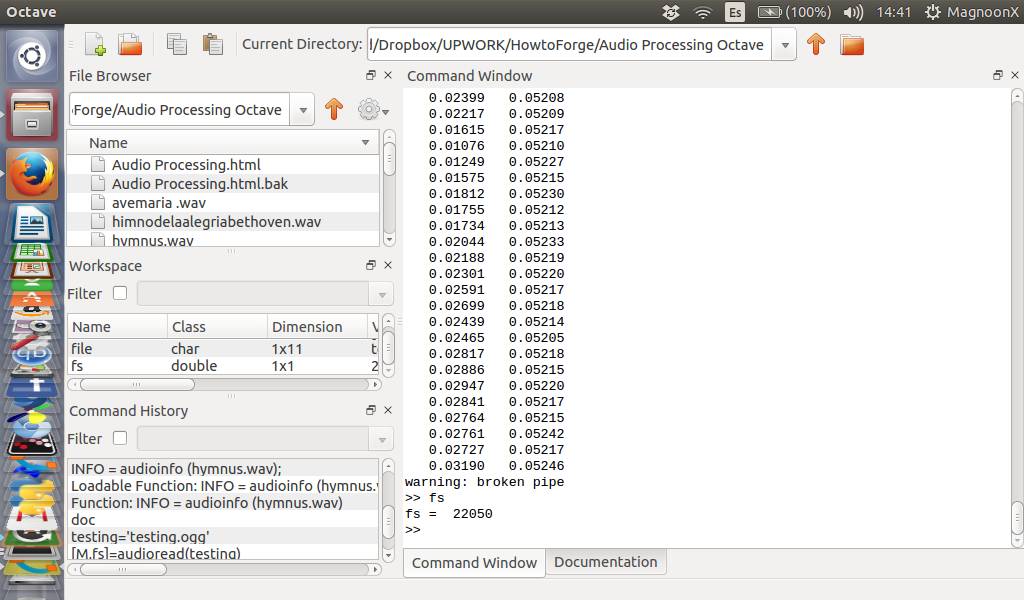 Octave
Es
(100%)
14:41
MagnoonX
Current Directory:
l/Dropbox/UPWORK/HowtoForge/Audio Processing Octave
File Browser
Forge/Audio Processing Octave
Name
Audio Processing.html
Audio Processing.html.bak
avemaria .wav
himnodelaalegriabethoven.wav
hymnus.wav
Workspace
Filter
Name Class Dimension V
file char 1x11 t
fs double 1x1 2
Command History
Filter
INFO = audioinfo (hymnus.wav);
Loadable Function: INFO = audioinfo (hymnus.v
Function: INFO = audioinfo (hymnus.wav)
doc
testing='testing.ogg'
[M,fs]=audioread(testing)
Command Window
0.02399 0.05208
0.02217 0.05209
0.01615 0.05217
0.01076 0.05210
0.01249 0.05227
0.01575 0.05215
0.01812 0.05230
0.01755 0.05212
0.01734 0.05213
0.02044 0.05233
0.02188 0.05219
0.02301 0.05220
0.02591 0.05217
0.02699 0.05218
0.02439 0.05214
0.02465 0.05205
0.02817 0.05218
0.02886 0.05215
0.02947 0.05220
0.02841 0.05217
0.02764 0.05215
0.02761 0.05242
0.02727 0.05217
0.03190 0.05246
warning: broken pipe
>> fs
fs =  22050
>>
Command Window
Documentation